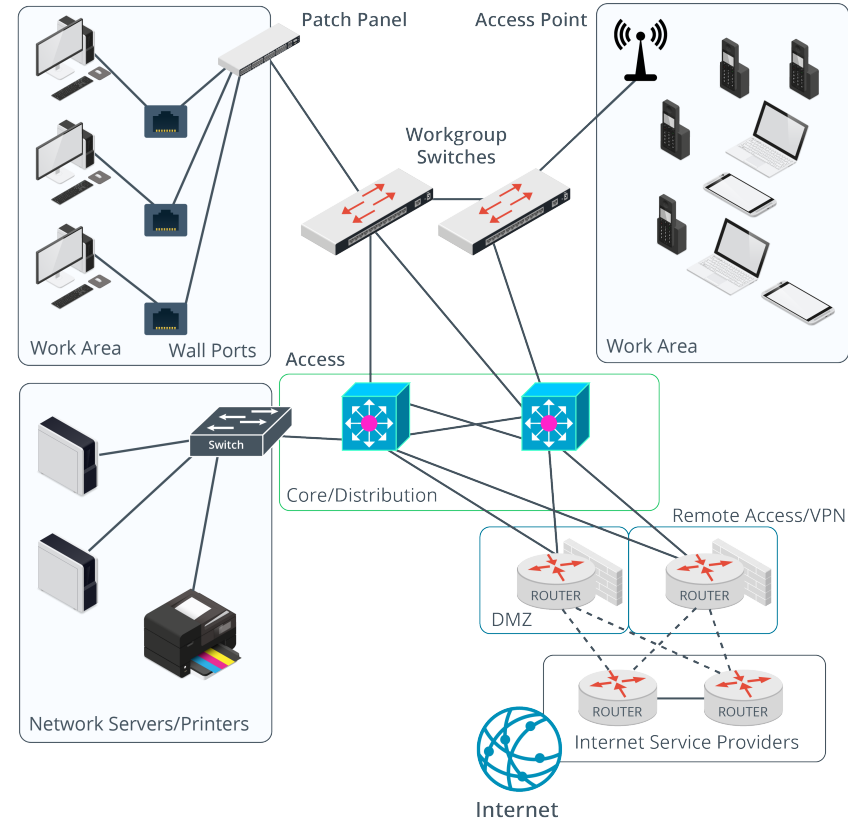 Patch Panel
Access Point
Workgroup
Switches
Work Area
Wall Ports
Work Area
Access
Switch
Core/Distribution
Network Servers/Printers
Remote Access/VPN
ROUTER
ROUTER
DMZ
ROUTER
ROUTER
Internet Service Providers
Internet